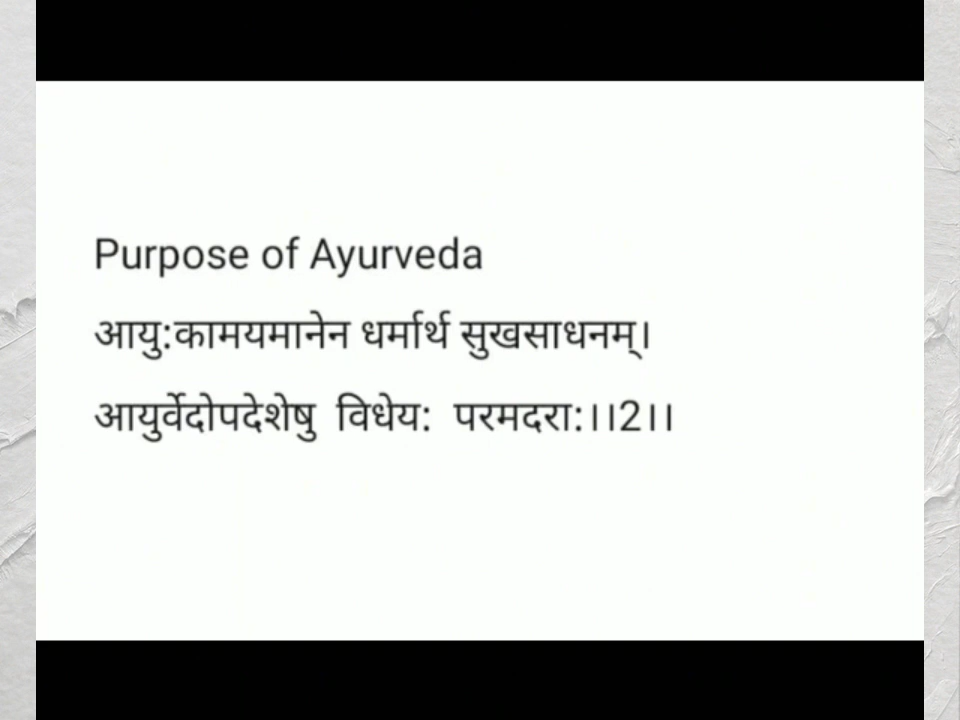 Purpose of Ayurveda
आयु:कामयमानेन धर्मार्थ सुखसाधनम्।
आयुर्वेदोपदेशेषु विधेय: परमदरा:।।2।।